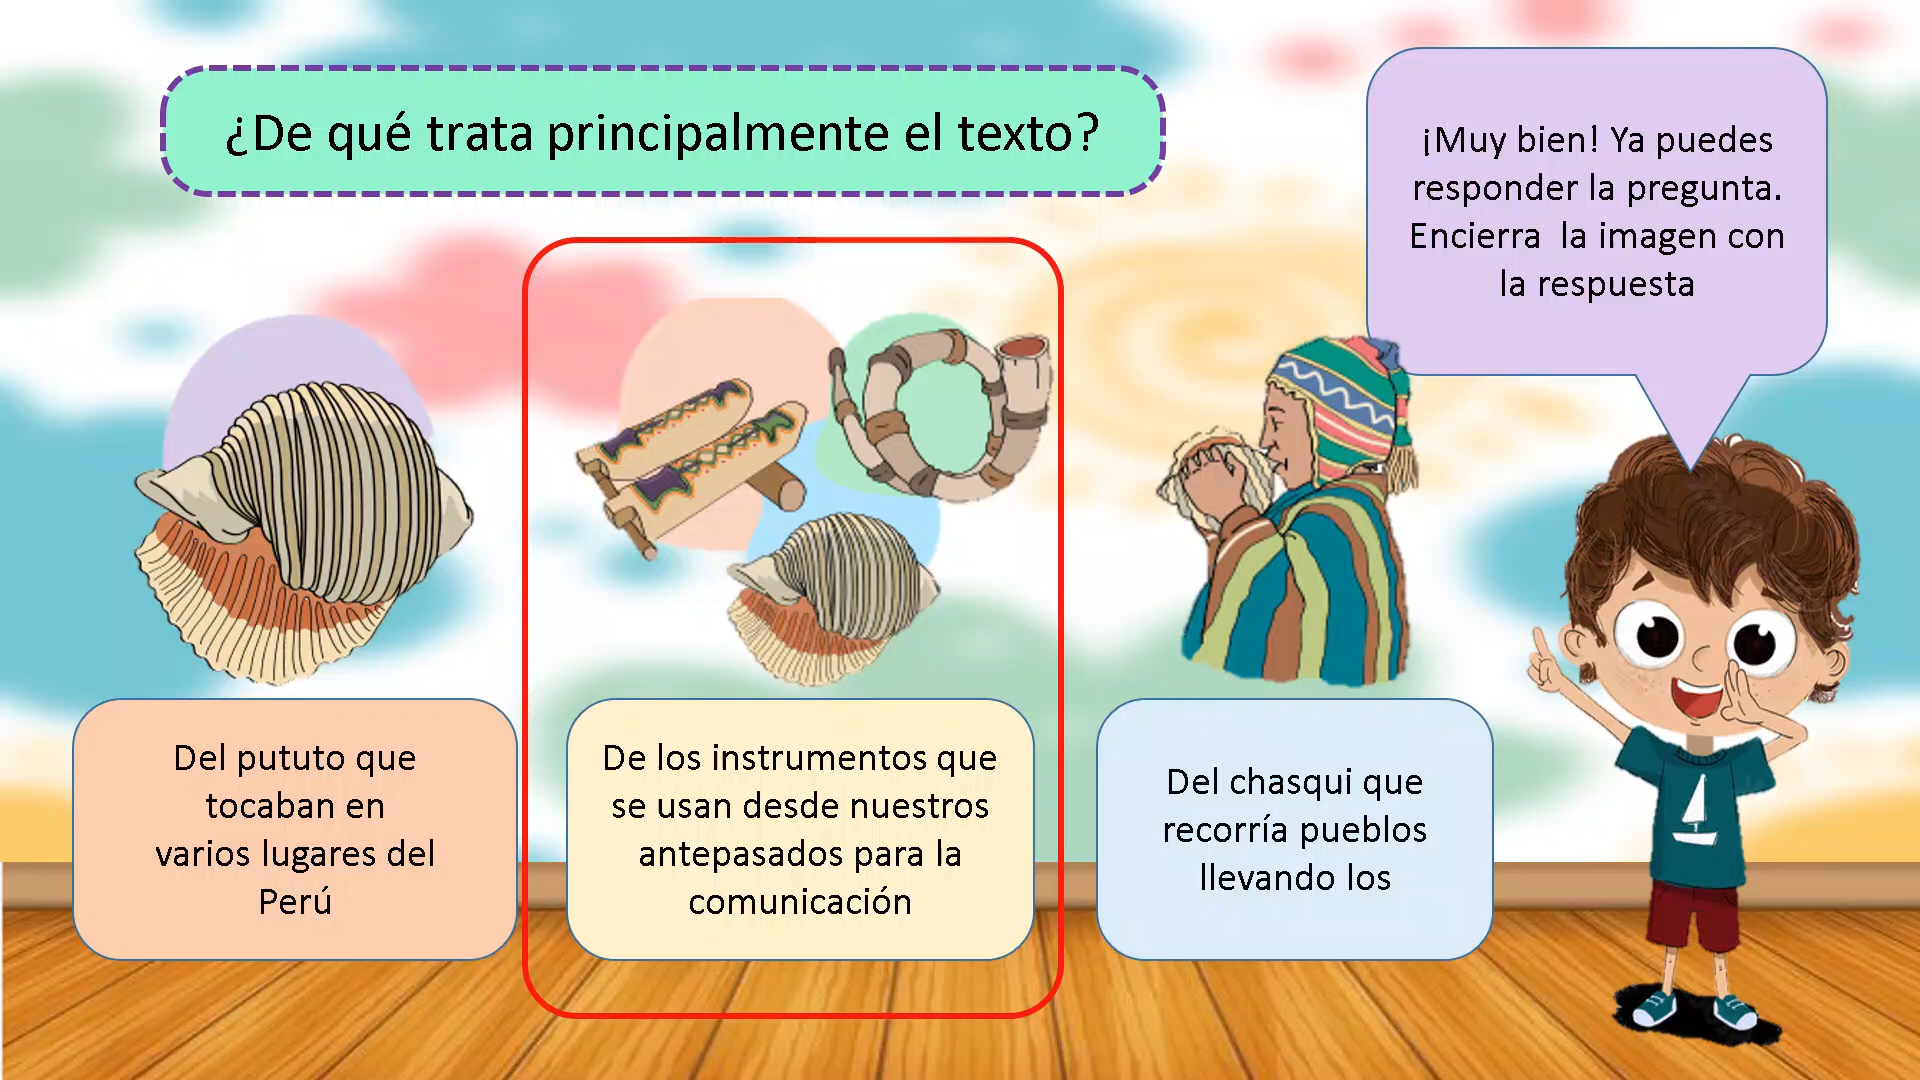 ¿De qué trata principalmente el texto?
¡Muy bien! Ya puedes
responder la pregunta.
Encierra  la imagen con
la respuesta
Del pututo que
tocaban en
varios lugares del
Perú
De los instrumentos que
se usan desde nuestros
antepasados para la
comunicación
Del chasqui que
recorría pueblos
llevando los